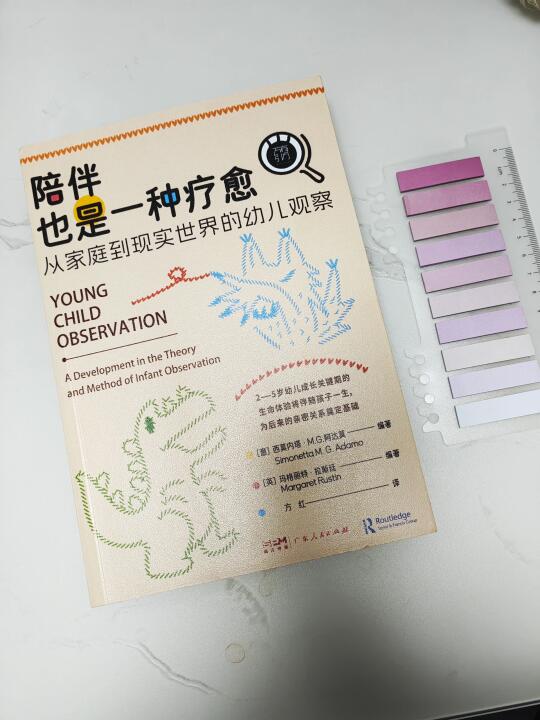 陪伴
也是一种疗愈
从家庭到现实世界的幼儿观察
YOUNG
CHILD
OBSERVATION
A Development in the Theory
and Method of Infant Observation
2—5岁幼儿成长关键期的
生命体验将伴随孩子一生，
为后来的亲密关系奠定基础
[意] 西莫内塔·M.G.阿达莫 编著
Simonetta M. G. Adamo
[英] 玛格丽特·拉斯廷 编著
Margaret Rustin
方红 译
广东人民出版社
Routledge
Taylor & Francis Group